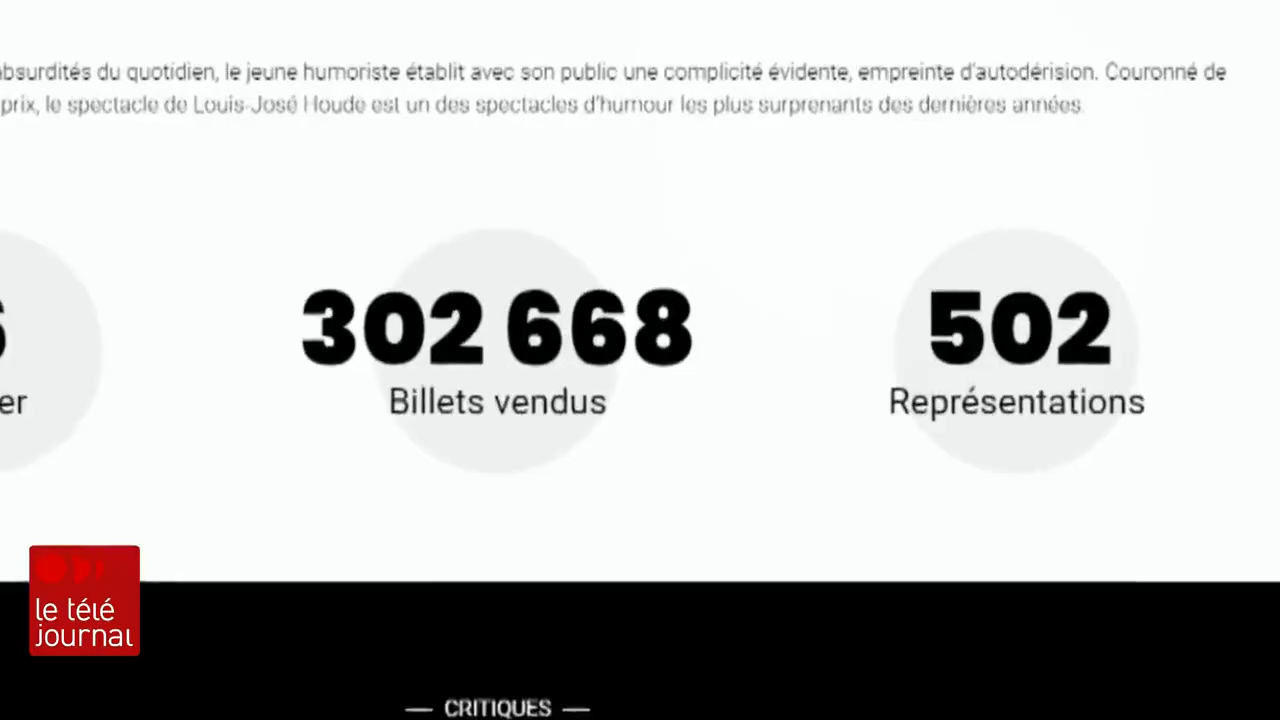 absurdités du quotidien, le jeune humoriste établit avec son public une complicité évidente, empreinte d'autodérision. Couronné de
prix, le spectacle de Louis-José Houde est un des spectacles d'humour les plus surprenants des dernières années.
302 668
502
er
Billets vendus
Représentations
le télé
journal
— CRITIQUES —